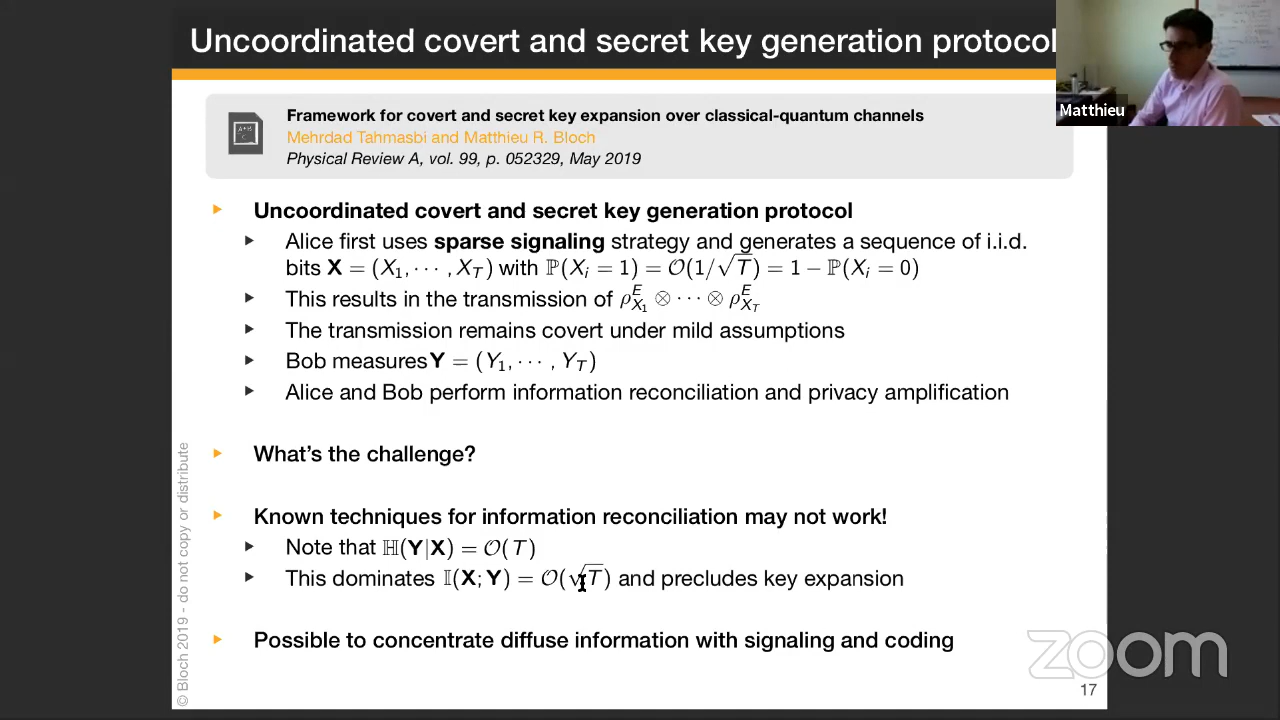 Uncoordinated covert and secret key generation protocol
Matthieu
Framework for covert and secret key expansion over classical-quantum channels
Mehrdad Tahmasbi and Matthieu R. Bloch
Physical Review A, vol. 99, p. 052329, May 2019
Uncoordinated covert and secret key generation protocol
Alice first uses sparse signaling strategy and generates a sequence of i.i.d.
bits X = (X₁, ⋯ , X_T) with ℙ(X_i = 1) = 𝒪(1/√T) = 1 − ℙ(X_i = 0)
This results in the transmission of ρ^E_{X₁} ⊗ ⋯ ⊗ ρ^E_{X_T}
The transmission remains covert under mild assumptions
Bob measures Y = (Y₁, ⋯ , Y_T)
Alice and Bob perform information reconciliation and privacy amplification
What's the challenge?
Known techniques for information reconciliation may not work!
Note that ℍ(Y|X) = 𝒪(T)
This dominates 𝕀(X; Y) = 𝒪(√T) and precludes key expansion
Possible to concentrate diffuse information with signaling and coding
© Bloch 2019 - do not copy or distribute
zoom
17